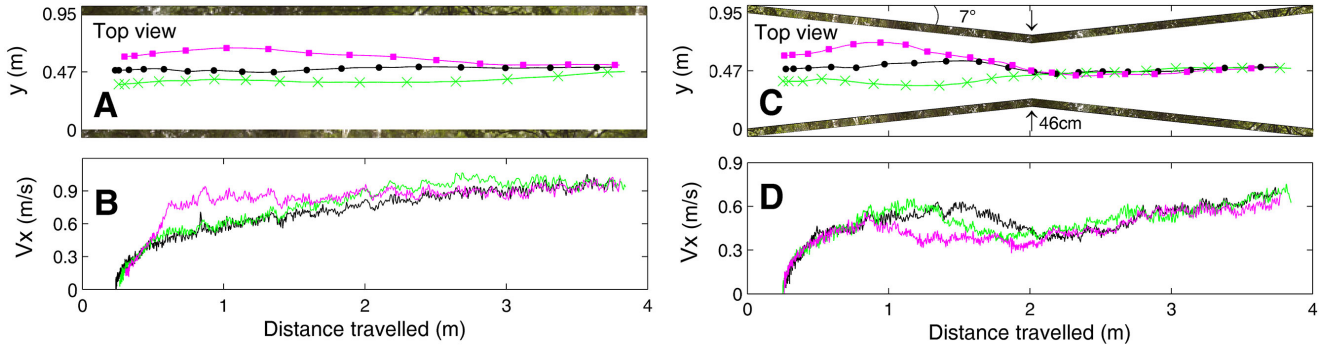 0.95
0.47
0
y (m)
Top view
A
0.9
0.6
0.3
0
Vx (m/s)
B
0 1 2 3 4
Distance travelled (m)
0.95
0.47
0
y (m)
Top view
7°
C
46cm
0.9
0.6
0.3
0
Vx (m/s)
D
0 1 2 3 4
Distance travelled (m)